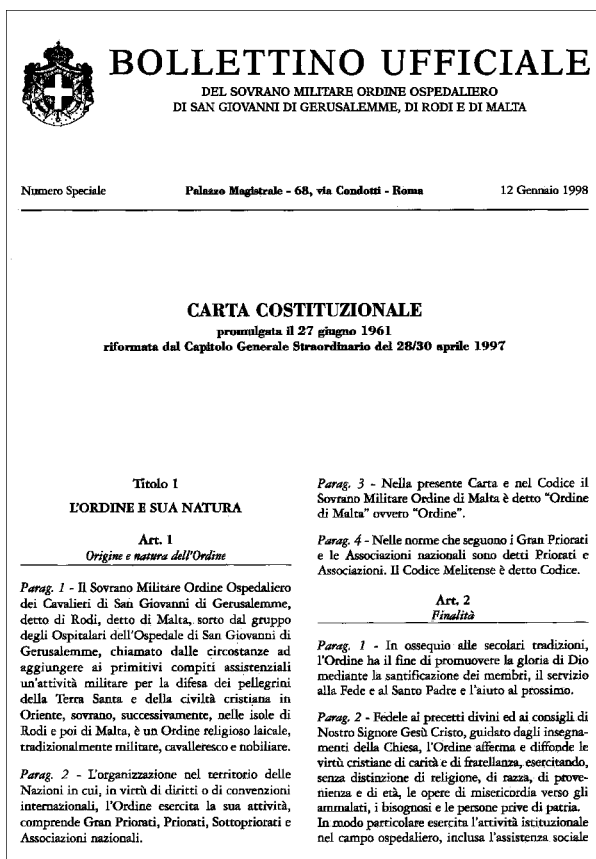 BOLLETTINO UFFICIALE
DEL SOVRANO MILITARE ORDINE OSPEDALIERO
DI SAN GIOVANNI DI GERUSALEMME, DI RODI E DI MALTA
Numero Speciale
Palazzo Magistrale - 68, via Condotti - Roma
12 Gennaio 1998
CARTA COSTITUZIONALE
promulgata il 27 giugno 1961
riformata dal Capitolo Generale Straordinario del 28/30 aprile 1997
Titolo I
L'ORDINE E SUA NATURA
Art. 1
Origine e natura dell'Ordine
Parag. 1 - Il Sovrano Militare Ordine Ospedaliero
dei Cavalieri di San Giovanni di Gerusalemme,
detto di Rodi, detto di Malta, sorto dal gruppo
degli Ospitalari dell'Ospedale di San Giovanni di
Gerusalemme, chiamato dalle circostanze ad
aggiungere ai primitivi compiti assistenziali
un'attività militare per la difesa dei pellegrini
della Terra Santa e della civiltà cristiana in
Oriente, sovrano, successivamente, nelle isole di
Rodi e poi di Malta, è un Ordine religioso laicale,
tradizionalmente militare, cavalleresco e nobiliare.
Parag. 2 - L'organizzazione nel territorio delle
Nazioni in cui, in virtù di diritti o di convenzioni
internazionali, l'Ordine esercita la sua attività,
comprende Gran Priorati, Priorati, Sottopriorati e
Associazioni nazionali.
Parag. 3 - Nella presente Carta e nel Codice il
Sovrano Militare Ordine di Malta è detto "Ordine
di Malta" ovvero "Ordine".
Parag. 4 - Nelle norme che seguono i Gran Priorati
e le Associazioni nazionali sono detti Priorati e
Associazioni. Il Codice Melitense è detto Codice.
Art. 2
Finalità
Parag. 1 - In ossequio alle secolari tradizioni,
l'Ordine ha il fine di promuovere la gloria di Dio
mediante la santificazione dei membri, il servizio
alla Fede e al Santo Padre e l'aiuto al prossimo.
Parag. 2 - Fedele ai precetti divini ed ai consigli di
Nostro Signore Gesù Cristo, guidato dagli insegna-
menti della Chiesa, l'Ordine afferma e diffonde le
virtù cristiane di carità e di fratellanza, esercitando,
senza distinzione di religione, di razza, di prove-
nienza e di età, le opere di misericordia verso gli
ammalati, i bisognosi e le persone prive di patria.
In modo particolare esercita l'attività istituzionale
nel campo ospedaliero, inclusa l'assistenza sociale